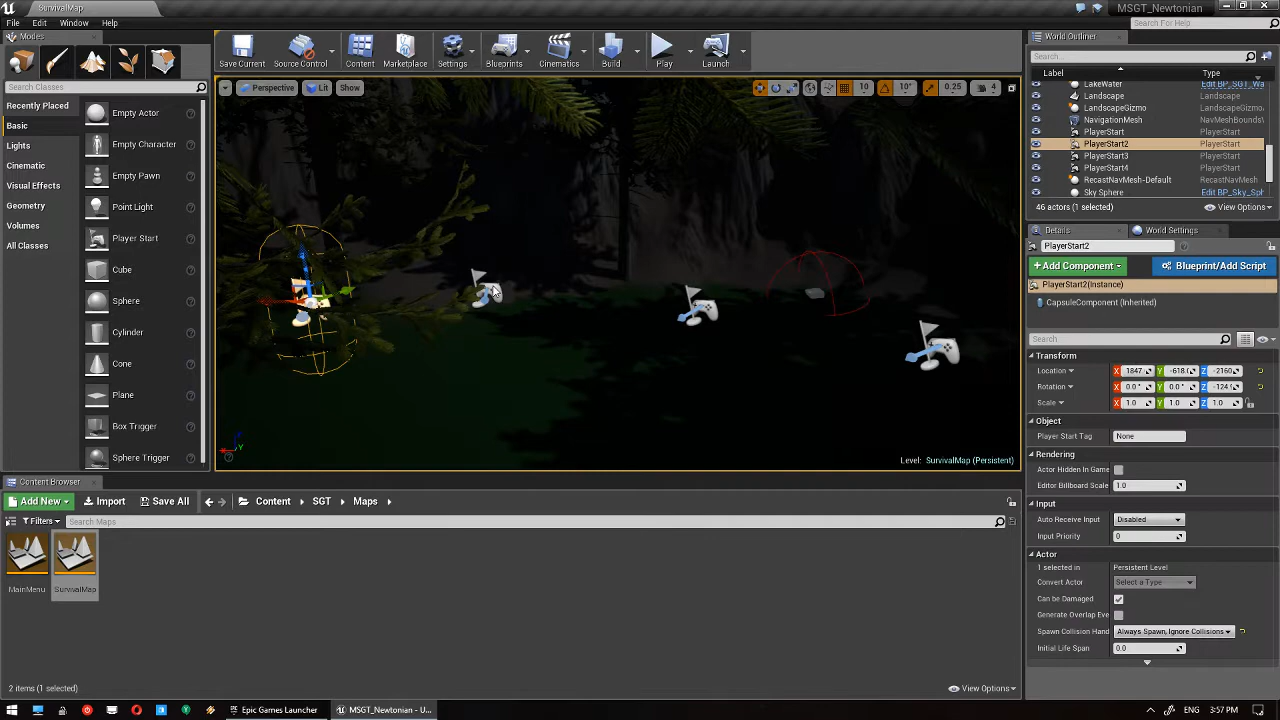 SurvivalMap
MSGT_Newtonian
File Edit Window Help
Search For Help
Modes
Search Classes
Recently Placed
Basic
Lights
Cinematic
Visual Effects
Geometry
Volumes
All Classes
Empty Actor
Empty Character
Empty Pawn
Point Light
Player Start
Cube
Sphere
Cylinder
Cone
Plane
Box Trigger
Sphere Trigger
Save Current Source Control Content Marketplace Settings Blueprints Cinematics Build Play Launch
Perspective Lit Show
10 10° 0.25 4
Level: SurvivalMap (Persistent)
World Outliner
Search...
Label Type
LakeWater Edit BP_SGT_Wa
Landscape Landscape
LandscapeGizmo LandscapeGizmo
NavigationMesh NavMeshBounds
PlayerStart PlayerStart
PlayerStart2 PlayerStart
PlayerStart3 PlayerStart
PlayerStart4 PlayerStart
RecastNavMesh-Default RecastNavMesh
Sky Sphere Edit BP_Sky_Sph
46 actors (1 selected) View Options
Details World Settings
PlayerStart2
+Add Component Blueprint/Add Script
PlayerStart2(Instance)
CapsuleComponent (Inherited)
Search
Transform
Location X 1847 Y -618. Z -2160
Rotation X 0.0° Y 0.0° Z -124.
Scale X 1.0 Y 1.0 Z 1.0
Object
Player Start Tag None
Rendering
Actor Hidden In Game
Editor Billboard Scale 1.0
Input
Auto Receive Input Disabled
Input Priority 0
Actor
1 selected in Persistent Level
Convert Actor Select a Type
Can be Damaged
Generate Overlap Eve
Spawn Collision Hand Always Spawn, Ignore Collisions
Initial Life Span 0.0
Content Browser
Add New Import Save All Content SGT Maps
Filters Search Maps
MainMenu SurvivalMap
2 items (1 selected) View Options
Epic Games Launcher MSGT_Newtonian - U... ENG 3:57 PM